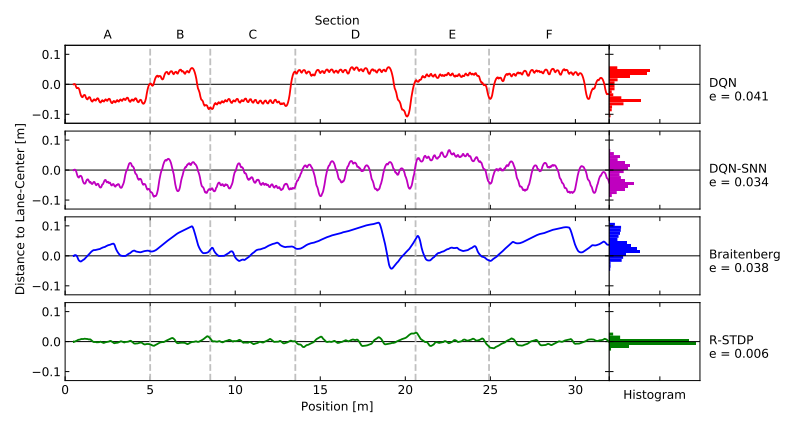 Section
A B C D E F
0.1
0.0
−0.1
DQN
e = 0.041
0.1
0.0
−0.1
DQN-SNN
e = 0.034
Distance to Lane-Center [m]
0.1
0.0
−0.1
Braitenberg
e = 0.038
0.1
0.0
−0.1
R-STDP
e = 0.006
0 5 10 15 20 25 30
Position [m]
Histogram